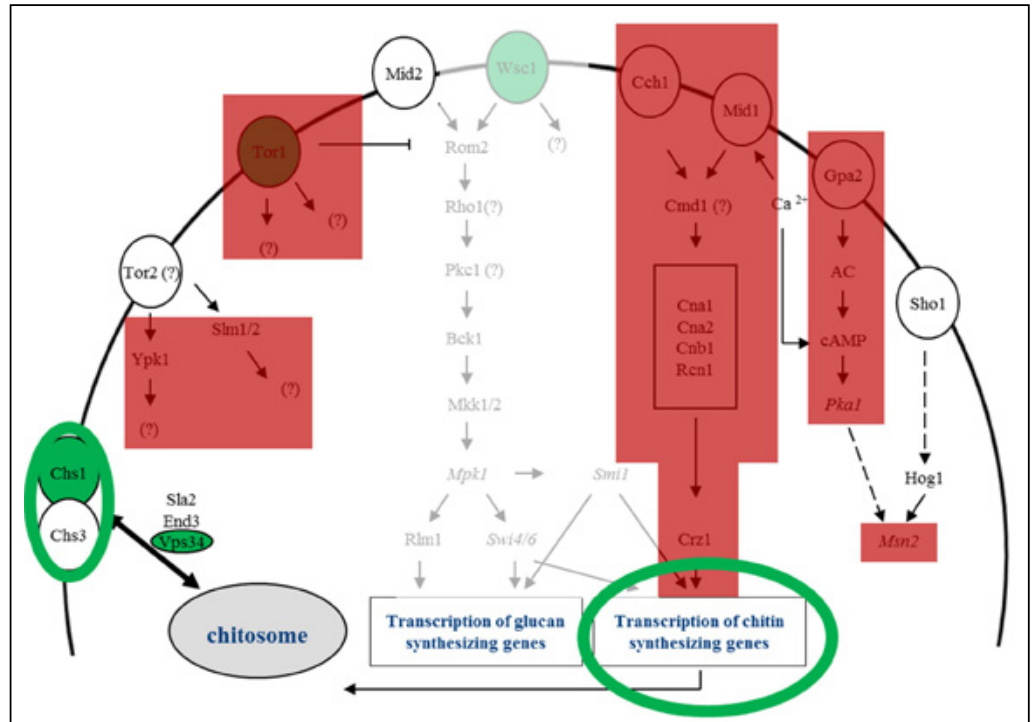 Mid2
Wsc1
Cch1
Mid1
Tor1
(?)
(?)
Rom2
(?)
Gpa2
Rho1(?)
Cmd1 (?)
Ca 2+
Tor2 (?)
Pkc1 (?)
AC
Sho1
Slm1/2
Ypk1
(?)
(?)
Bck1
Cna1
Cna2
Cnb1
Rcn1
cAMP
Mkk1/2
Pka1
Chs1
Chs3
Sla2
End3
Vps34
Mpk1
Smi1
Hog1
Rlm1
Swi4/6
Crz1
Msn2
chitosome
Transcription of glucan
synthesizing genes
Transcription of chitin
synthesizing genes